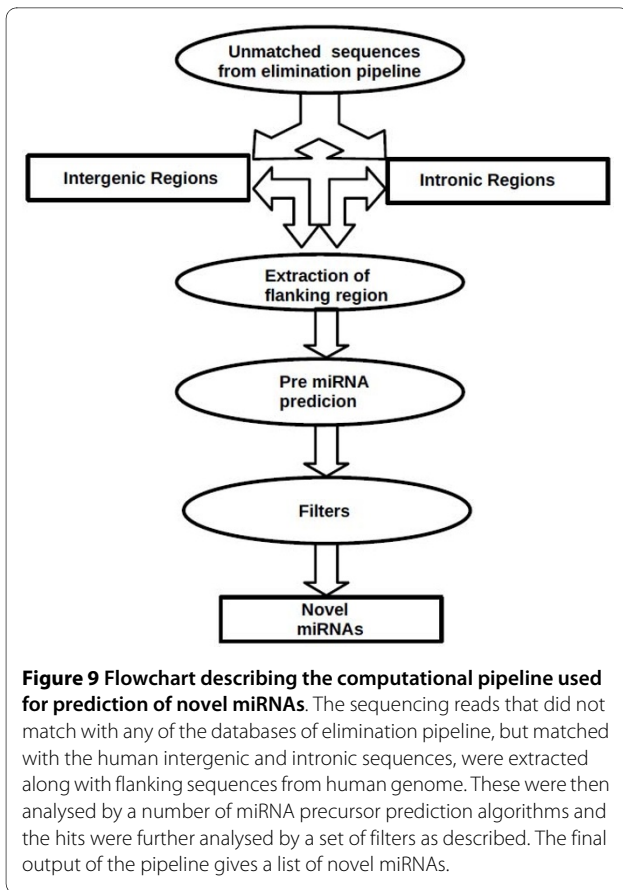 Unmatched sequences
from elimination pipeline
Intergenic Regions
Intronic Regions
Extraction of
flanking region
Pre miRNA
predicion
Filters
Novel
miRNAs
Figure 9 Flowchart describing the computational pipeline used
for prediction of novel miRNAs. The sequencing reads that did not
match with any of the databases of elimination pipeline, but matched
with the human intergenic and intronic sequences, were extracted
along with flanking sequences from human genome. These were then
analysed by a number of miRNA precursor prediction algorithms and
the hits were further analysed by a set of filters as described. The final
output of the pipeline gives a list of novel miRNAs.